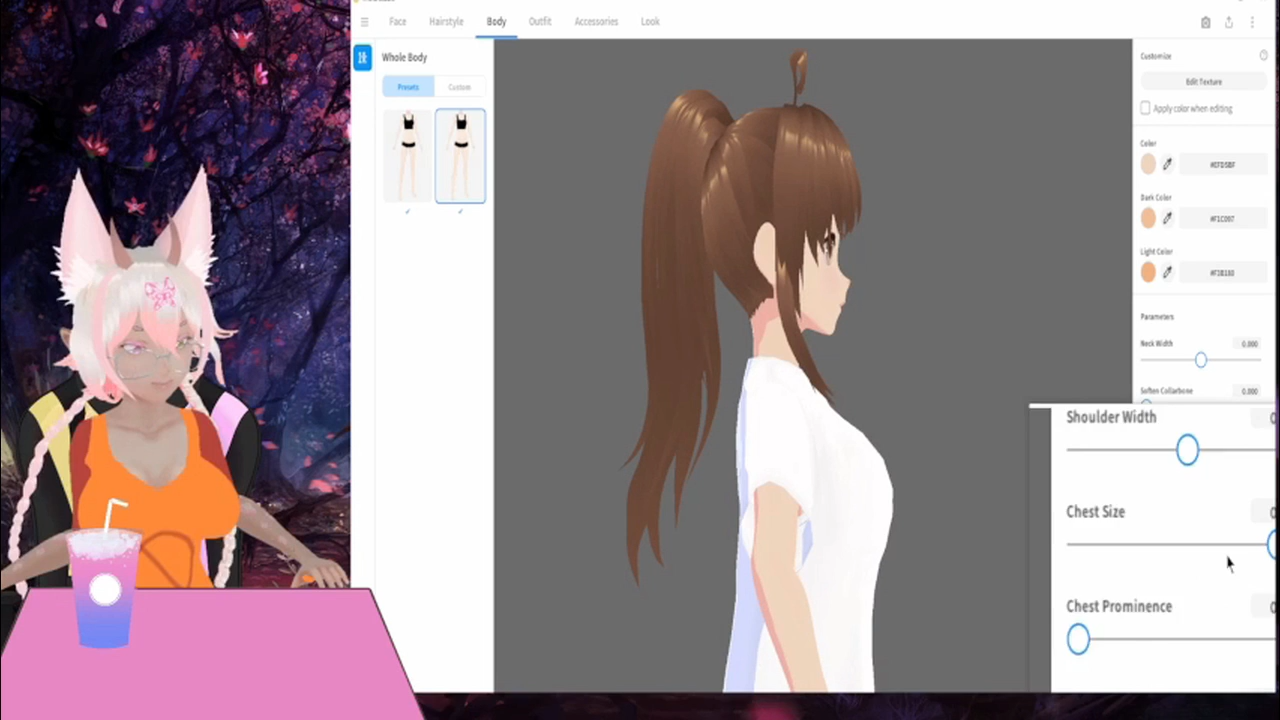 Face
Hairstyle
Body
Outfit
Accessories
Look
Whole Body
Presets
Custom
Customize
Edit Texture
Apply color when editing
Color
Dark Color
Light Color
Parameters
Neck Width
0.000
Soften Collarbone
0.000
Shoulder Width
Chest Size
Chest Prominence